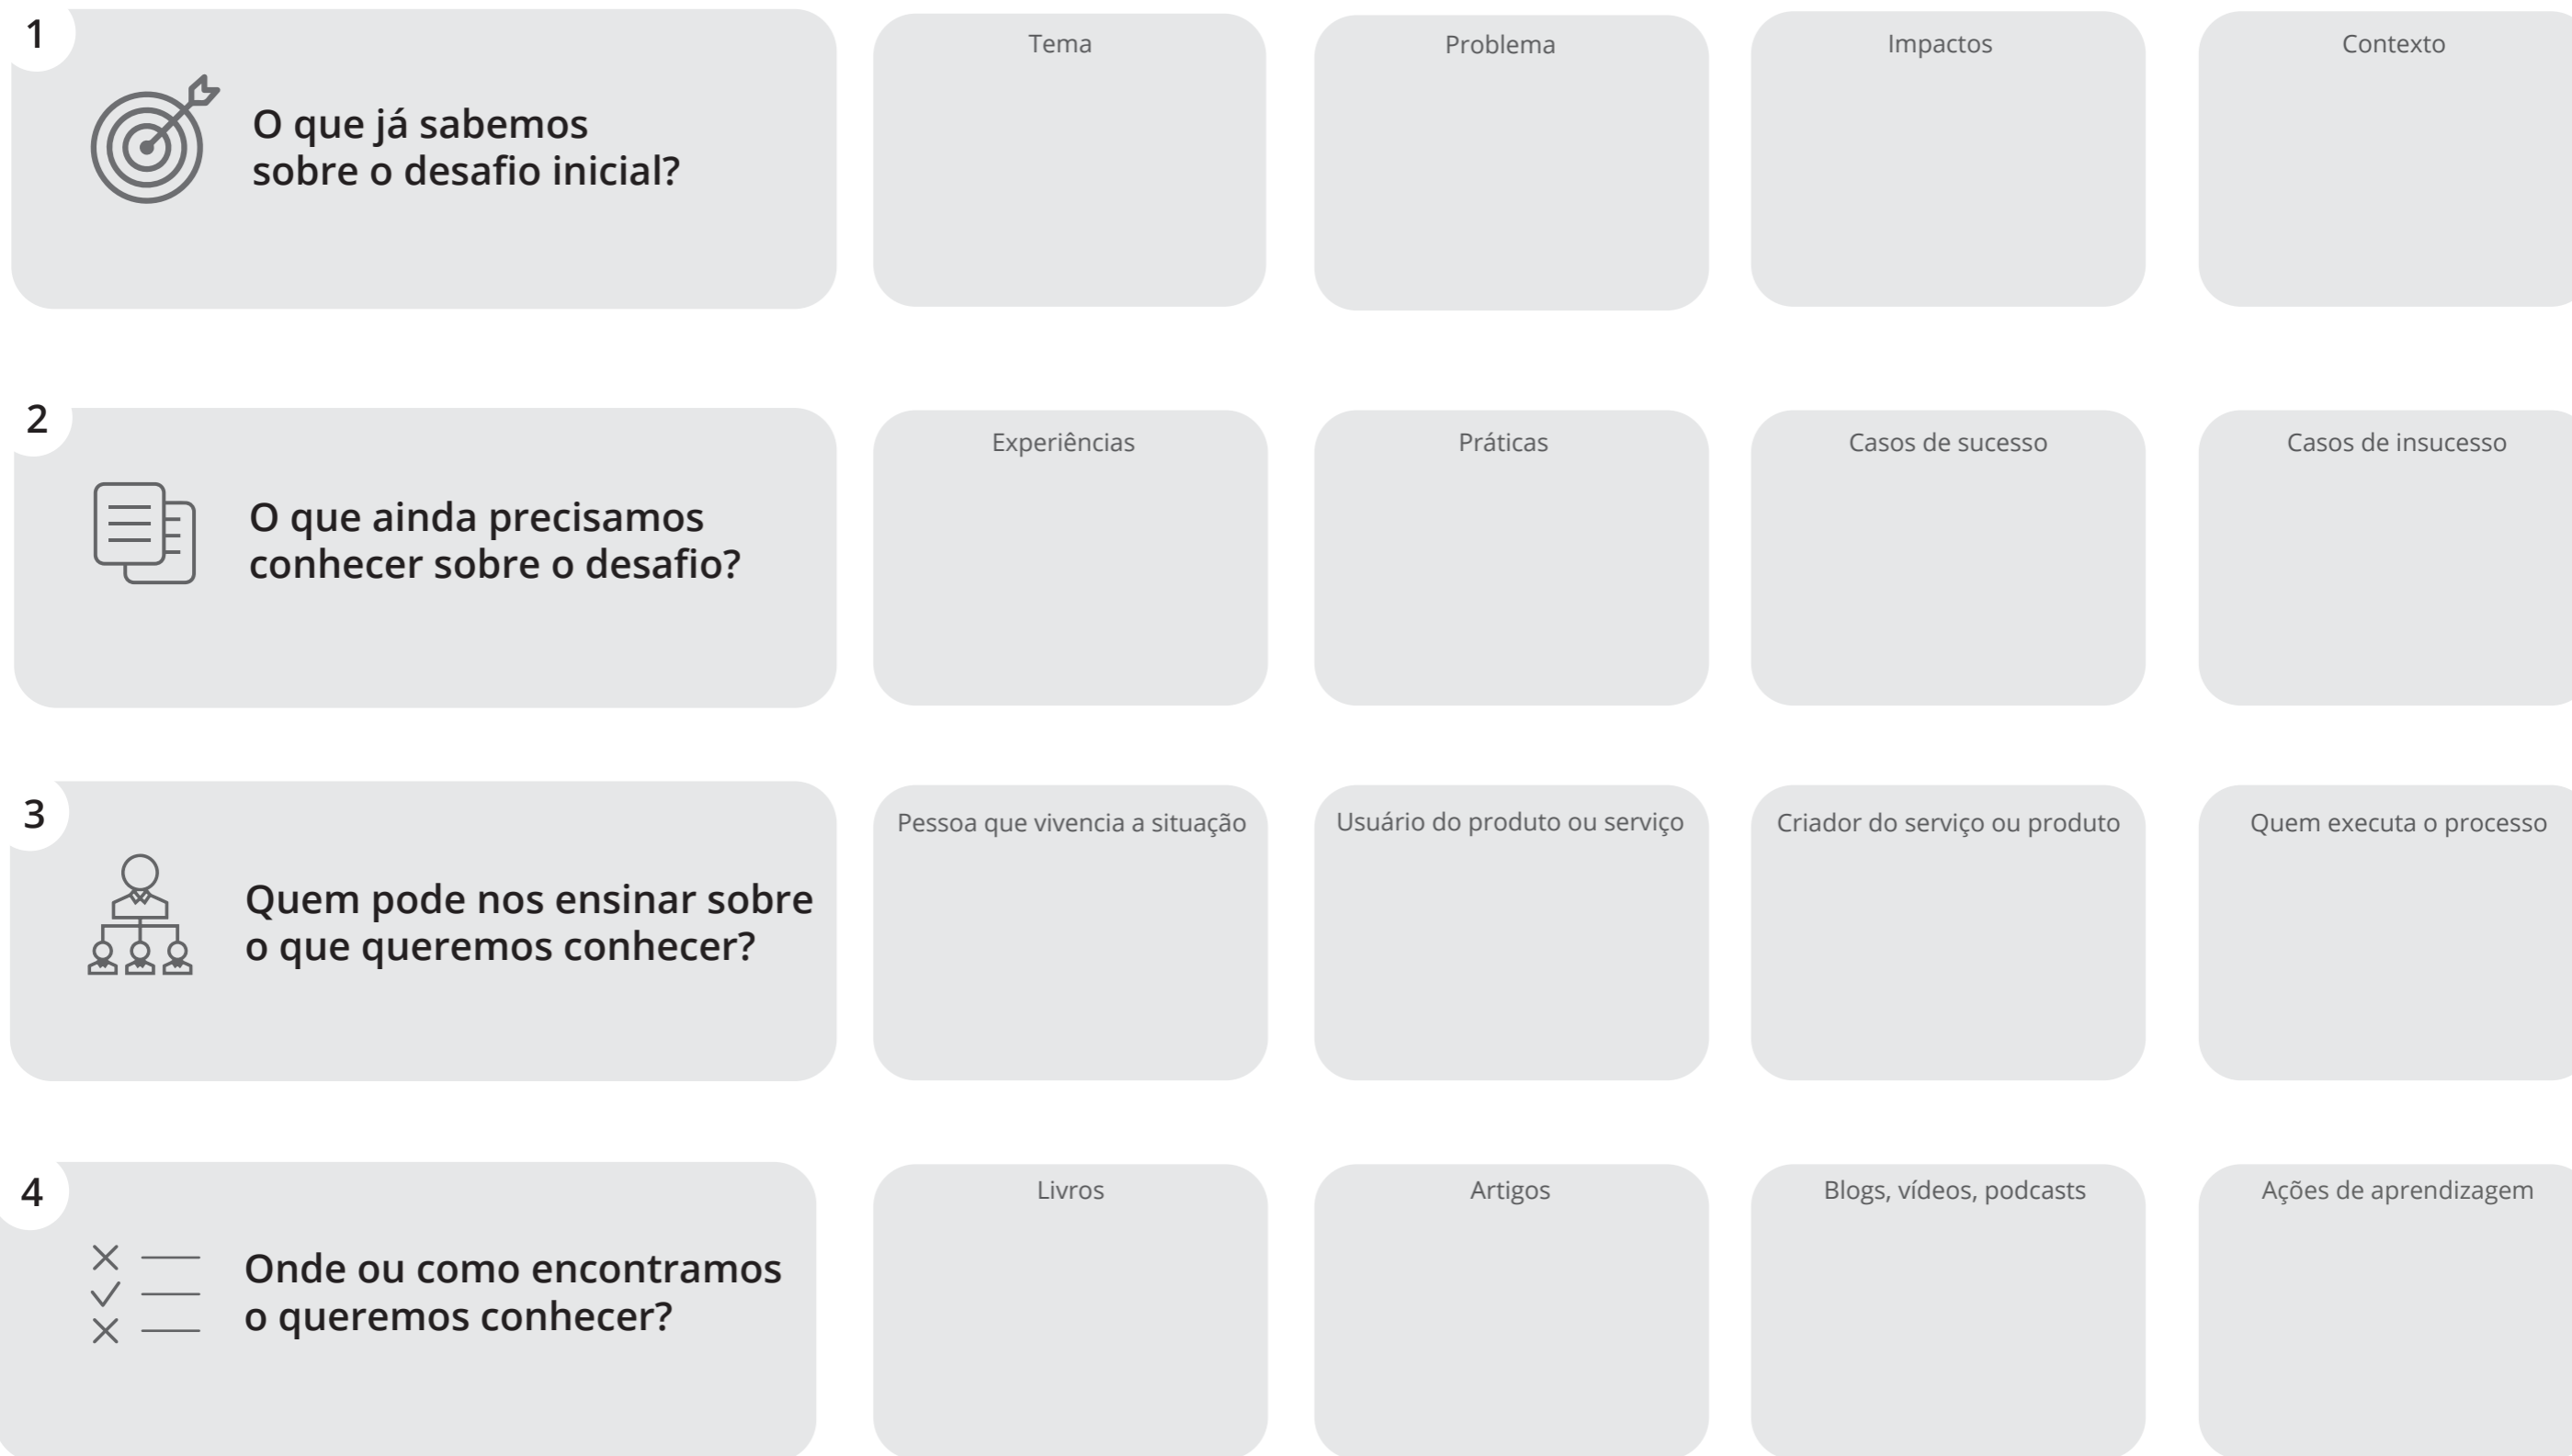 1
O que já sabemos
sobre o desafio inicial?
Tema
Problema
Impactos
Contexto
2
O que ainda precisamos
conhecer sobre o desafio?
Experiências
Práticas
Casos de sucesso
Casos de insucesso
3
Quem pode nos ensinar sobre
o que queremos conhecer?
Pessoa que vivencia a situação
Usuário do produto ou serviço
Criador do serviço ou produto
Quem executa o processo
4
Onde ou como encontramos
o queremos conhecer?
Livros
Artigos
Blogs, vídeos, podcasts
Ações de aprendizagem